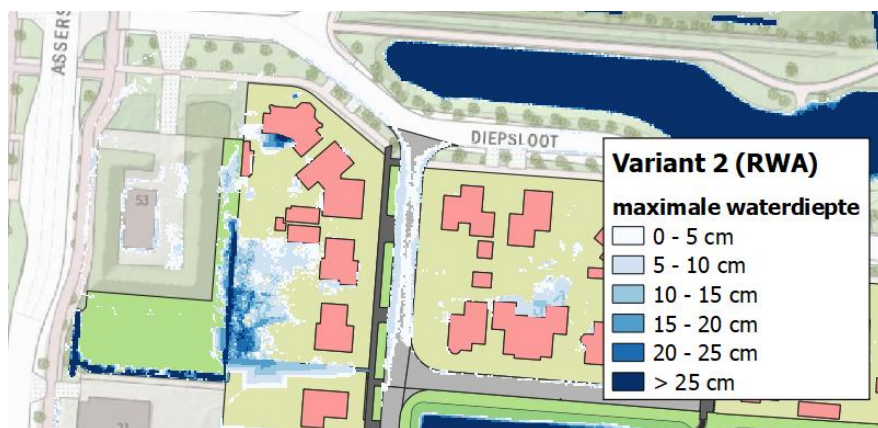 ASSERS
DIEPSLOOT
53
Variant 2 (RWA)
maximale waterdiepte
0 - 5 cm
5 - 10 cm
10 - 15 cm
15 - 20 cm
20 - 25 cm
> 25 cm